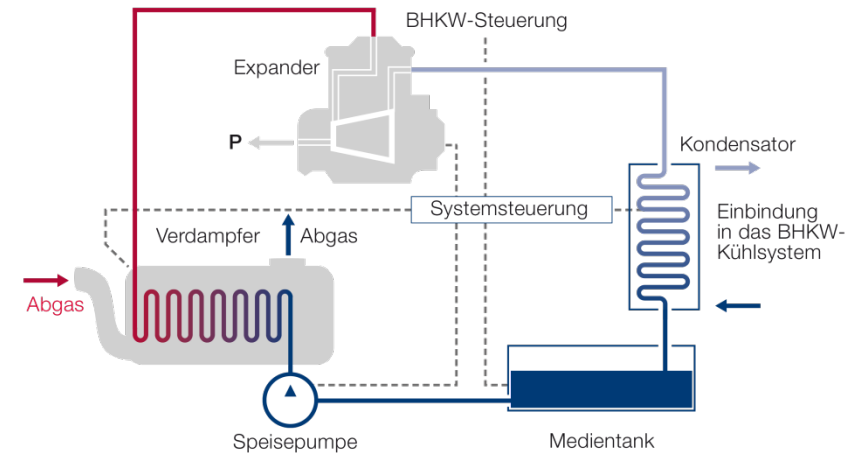 BHKW-Steuerung
Expander
P
Kondensator
Systemsteuerung
Einbindung
in das BHKW-
Kühlsystem
Verdampfer
Abgas
Abgas
Speisepumpe
Medientank